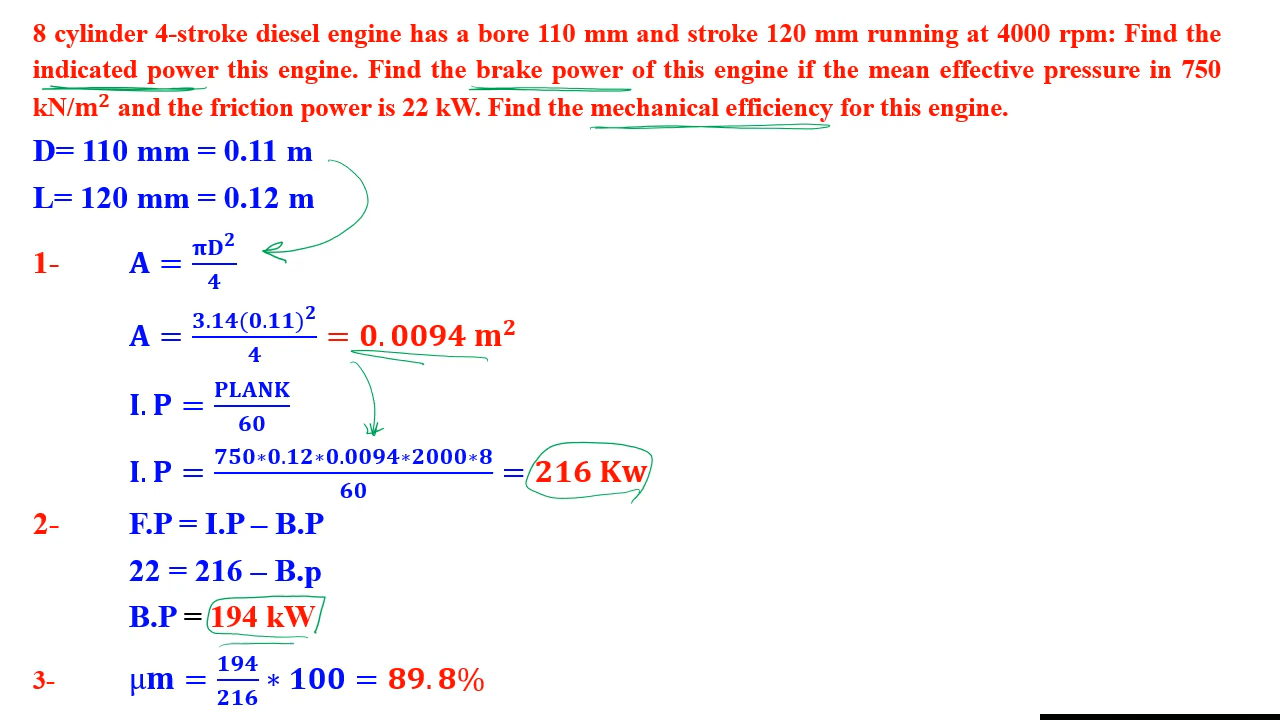 8 cylinder 4-stroke diesel engine has a bore 110 mm and stroke 120 mm running at 4000 rpm: Find the
indicated power this engine. Find the brake power of this engine if the mean effective pressure in 750
kN/m² and the friction power is 22 kW. Find the mechanical efficiency for this engine.
D= 110 mm = 0.11 m
L= 120 mm = 0.12 m
1- A = πD²/4
A = 3.14(0.11)²/4 = 0.0094 m²
I.P = PLANK/60
I.P = 750*0.12*0.0094*2000*8/60 = 216 Kw
2- F.P = I.P – B.P
22 = 216 – B.p
B.P = 194 kW
3- μm = 194/216 * 100 = 89.8%